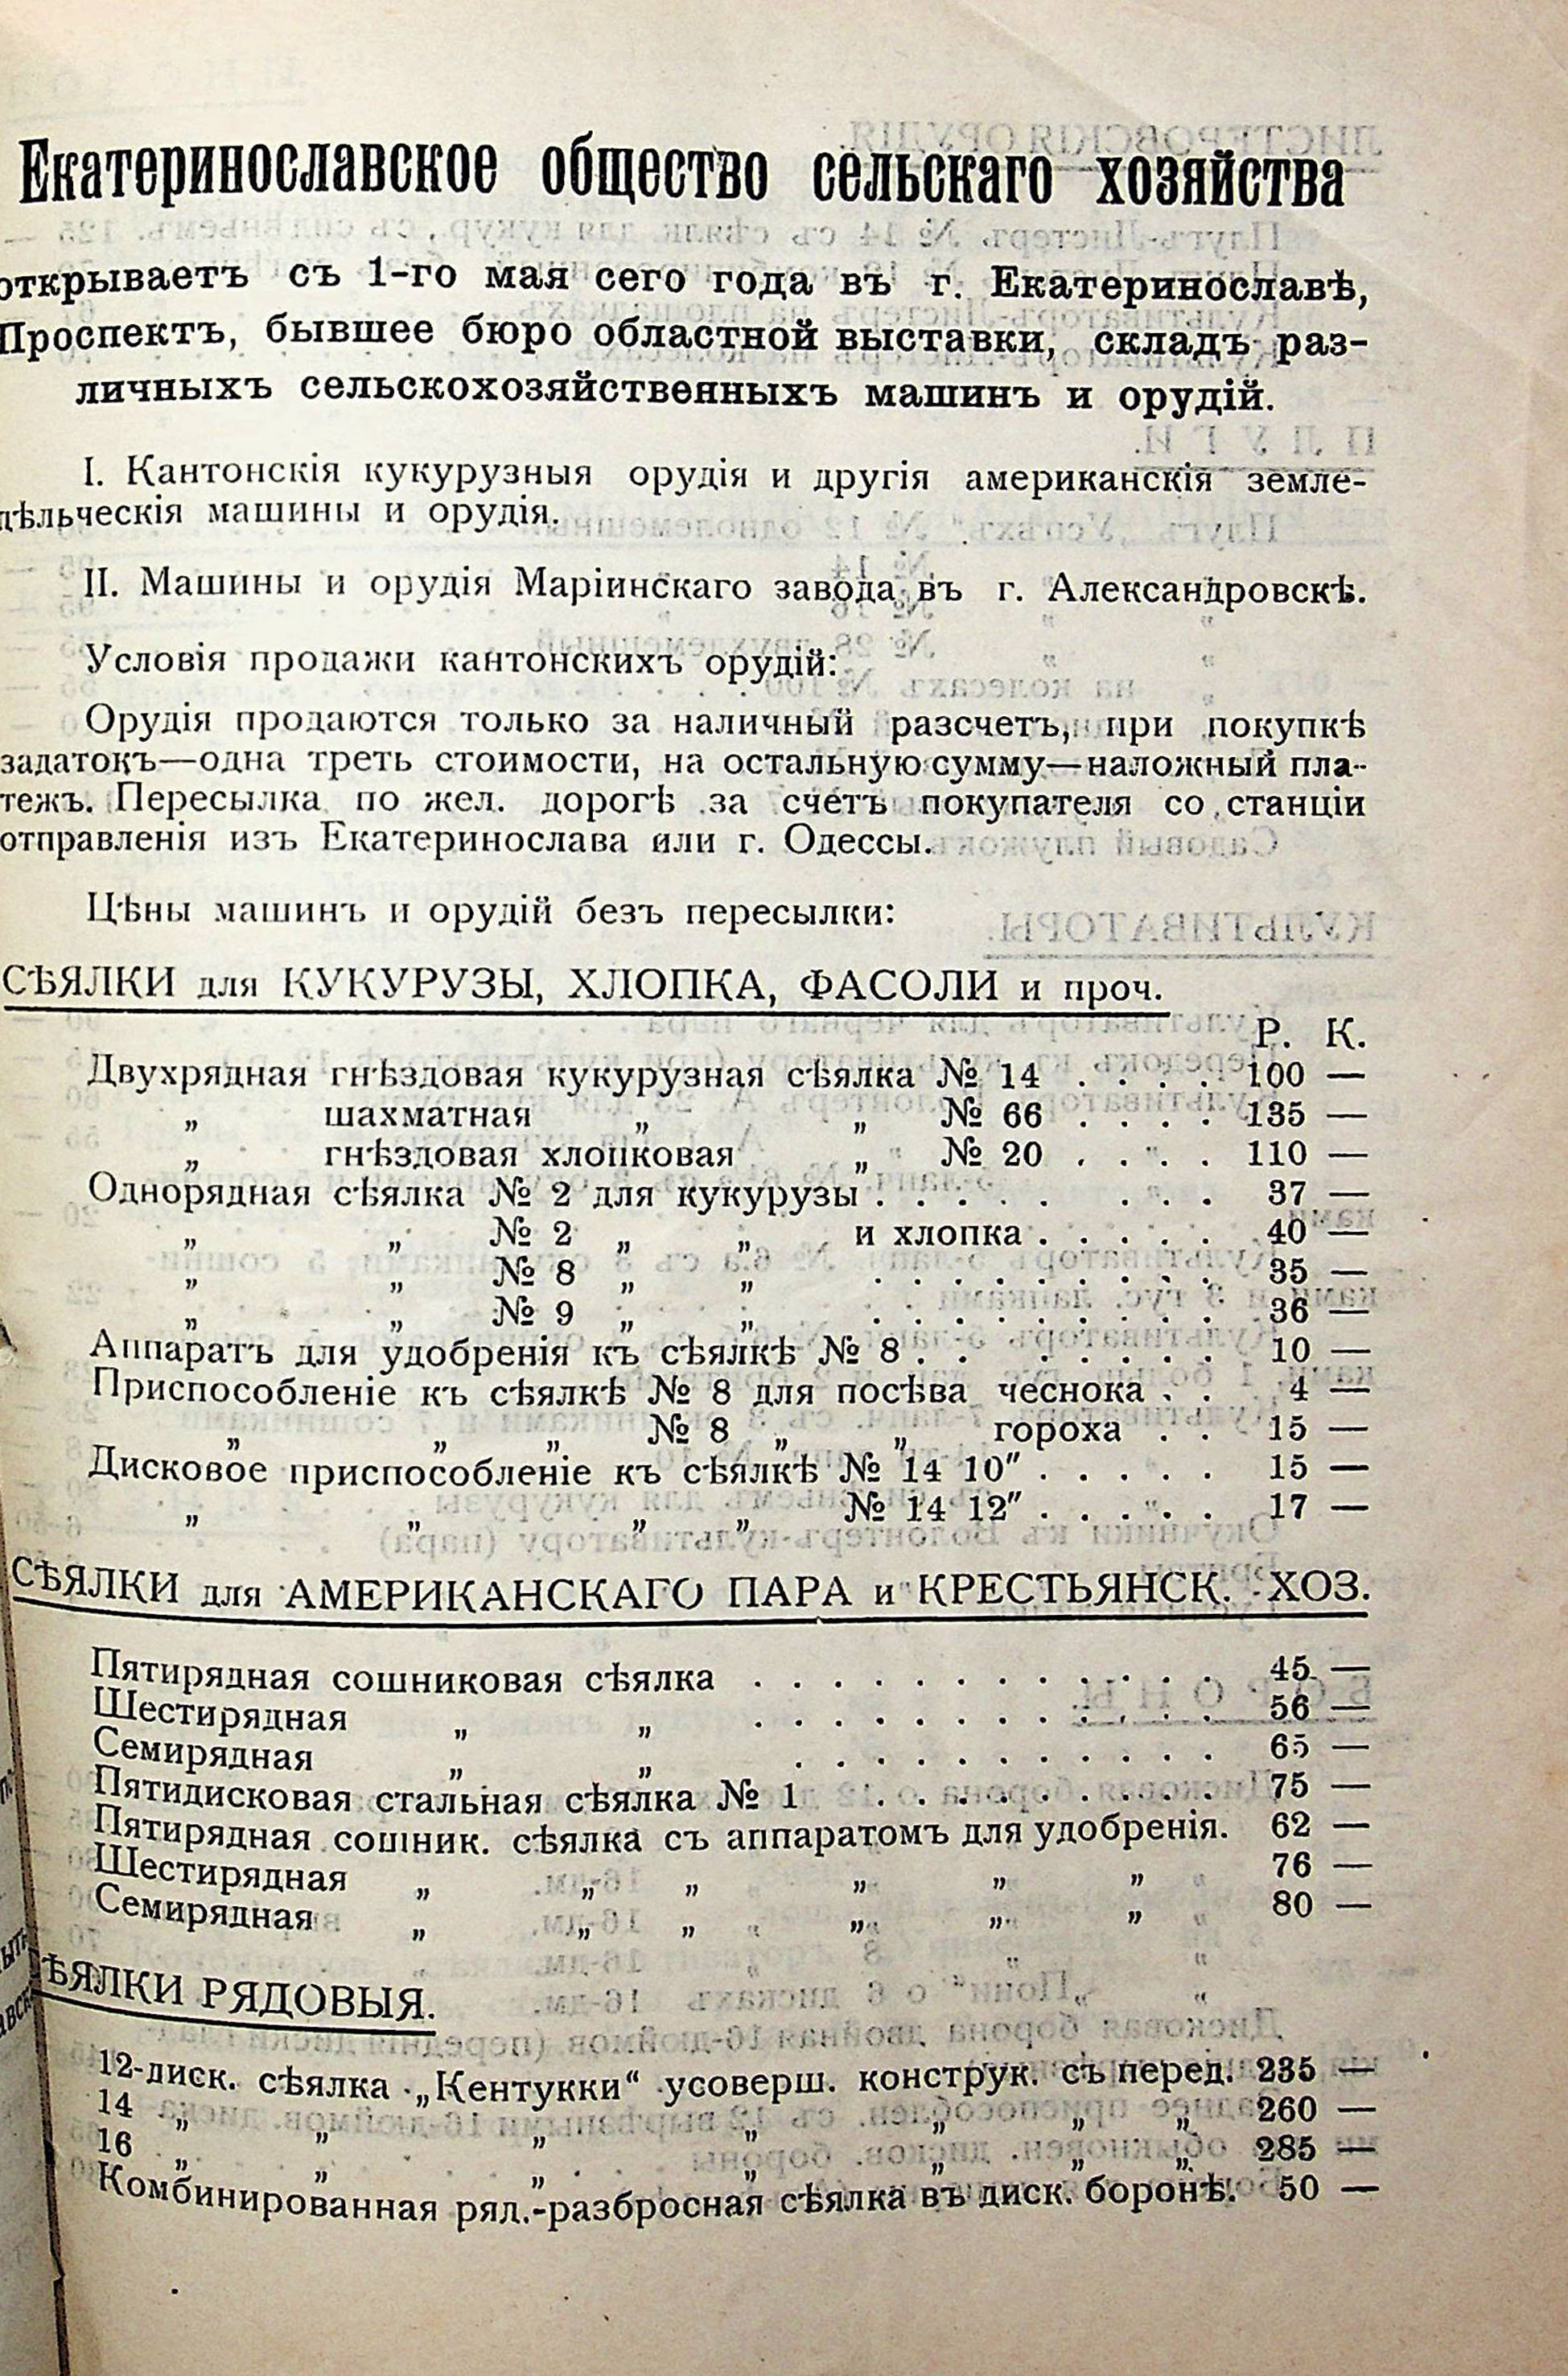 Екатеринославское общество сельскаго хозяйства
открываетъ съ 1-го мая сего года въ г. Екатеринославѣ,
Проспектъ, бывшее бюро областной выставки, складъ раз-
личныхъ сельскохозяйственныхъ машинъ и орудій.
I. Кантонскія кукурузныя орудія и другія американскія земле-
дѣльческія машины и орудія.
II. Машины и орудія Маріинскаго завода въ г. Александровскѣ.
Условія продажи кантонскихъ орудій:
Орудія продаются только за наличный разсчетъ, при покупкѣ
задатокъ—одна треть стоимости, на остальную сумму—наложный пла-
тежъ. Пересылка по жел. дорогѣ за счетъ покупателя со станціи
отправленія изъ Екатеринослава или г. Одессы.
Цѣны машинъ и орудій безъ пересылки:
СѢЯЛКИ для КУКУРУЗЫ, ХЛОПКА, ФАСОЛИ и проч.
Р. К.
Двухрядная гнѣздовая кукурузная сѣялка № 14 . . . . 100 —
„ шахматная „ „ № 66 . . . . 135 —
„ гнѣздовая хлопковая „ № 20 . . . . 110 —
Однорядная сѣялка № 2 для кукурузы . . . . . . . . 37 —
„ „ № 2 „ „ и хлопка . . . . . 40 —
„ „ № 8 „ „ . . . . . . . . . 35 —
„ „ № 9 „ „ . . . . . . . . . 36 —
Аппаратъ для удобренія къ сѣялкѣ № 8 . . . . . . . 10 —
Приспособленіе къ сѣялкѣ № 8 для посѣва чеснока . . 4 —
„ „ „ № 8 „ „ гороха . . 15 —
Дисковое приспособленіе къ сѣялкѣ № 14 10″ . . . . . 15 —
„ „ „ „ № 14 12″ . . . . . 17 —
СѢЯЛКИ для АМЕРИКАНСКАГО ПАРА и КРЕСТЬЯНСК. ХОЗ.
Пятирядная сошниковая сѣялка . . . . . . . . . . . . 45 —
Шестирядная „ „ . . . . . . . . . . . . 56 —
Семирядная „ „ . . . . . . . . . . . 65 —
Пятидисковая стальная сѣялка № 1 . . . . . . . . . 75 —
Пятирядная сошник. сѣялка съ аппаратомъ для удобренія. 62 —
Шестирядная „ „ „ „ „ „ 76 —
Семирядная „ „ „ „ „ „ 80 —
СѢЯЛКИ РЯДОВЫЯ.
12-диск. сѣялка „Кентукки“ усоверш. конструк. съ перед. 235 —
14 „ „ „ „ „ „ „ 260 —
16 „ „ „ „ „ „ „ 285 —
Комбинированная ряд.-разбросная сѣялка въ диск. боронѣ. 50 —